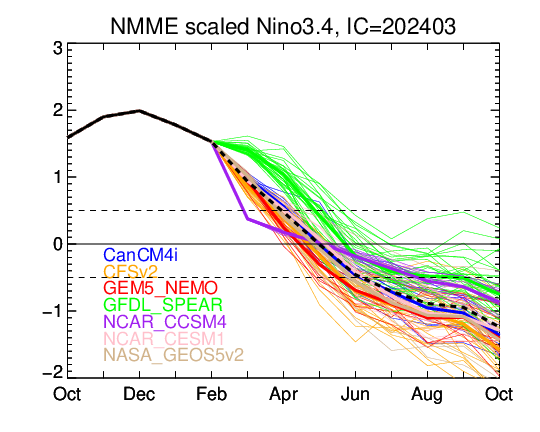 NMME scaled Nino3.4, IC=202403
3
2
1
0
−1
−2
CanCM4i
CFSv2
GEM5_NEMO
GFDL_SPEAR
NCAR_CCSM4
NCAR_CESM1
NASA_GEOS5v2
Oct Dec Feb Apr Jun Aug Oct